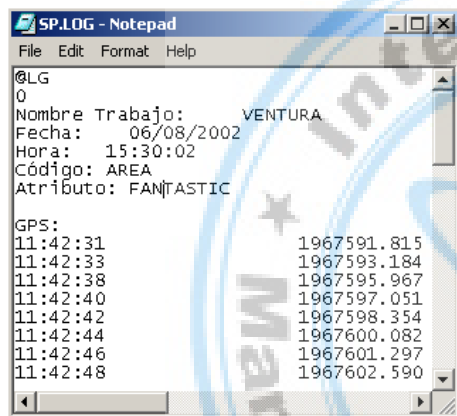 SP.LOG - Notepad
File Edit Format Help
@LG
0
Nombre Trabajo: VENTURA
Fecha: 06/08/2002
Hora: 15:30:02
Código: AREA
Atributo: FANTASTIC
GPS:
11:42:31 1967591.815
11:42:33 1967593.184
11:42:38 1967595.967
11:42:40 1967597.051
11:42:42 1967598.354
11:42:44 1967600.082
11:42:46 1967601.297
11:42:48 1967602.590